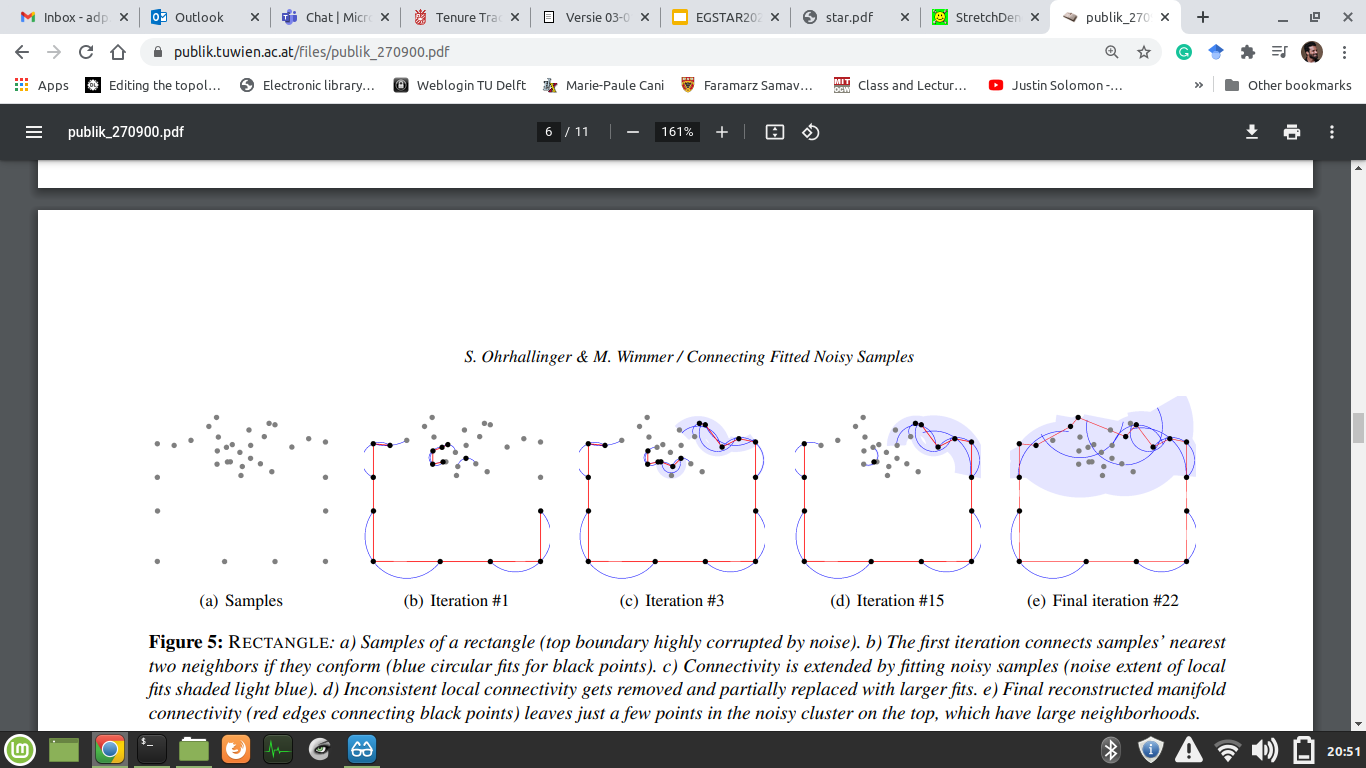 Inbox - adp
Outlook
Chat | Micr
Tenure Trac
Versie 03-0
EGSTAR202
star.pdf
StretchDen
publik_270
publik.tuwien.ac.at/files/publik_270900.pdf
Apps
Editing the topol...
Electronic library...
Weblogin TU Delft
Marie-Paule Cani
Faramarz Samav...
MIT
Class and Lectur...
Justin Solomon -...
»
Other bookmarks
publik_270900.pdf
6 / 11
161%
S. Ohrhallinger & M. Wimmer / Connecting Fitted Noisy Samples
(a) Samples
(b) Iteration #1
(c) Iteration #3
(d) Iteration #15
(e) Final iteration #22
Figure 5: RECTANGLE: a) Samples of a rectangle (top boundary highly corrupted by noise). b) The first iteration connects samples' nearest
two neighbors if they conform (blue circular fits for black points). c) Connectivity is extended by fitting noisy samples (noise extent of local
fits shaded light blue). d) Inconsistent local connectivity gets removed and partially replaced with larger fits. e) Final reconstructed manifold
connectivity (red edges connecting black points) leaves just a few points in the noisy cluster on the top, which have large neighborhoods.
20:51